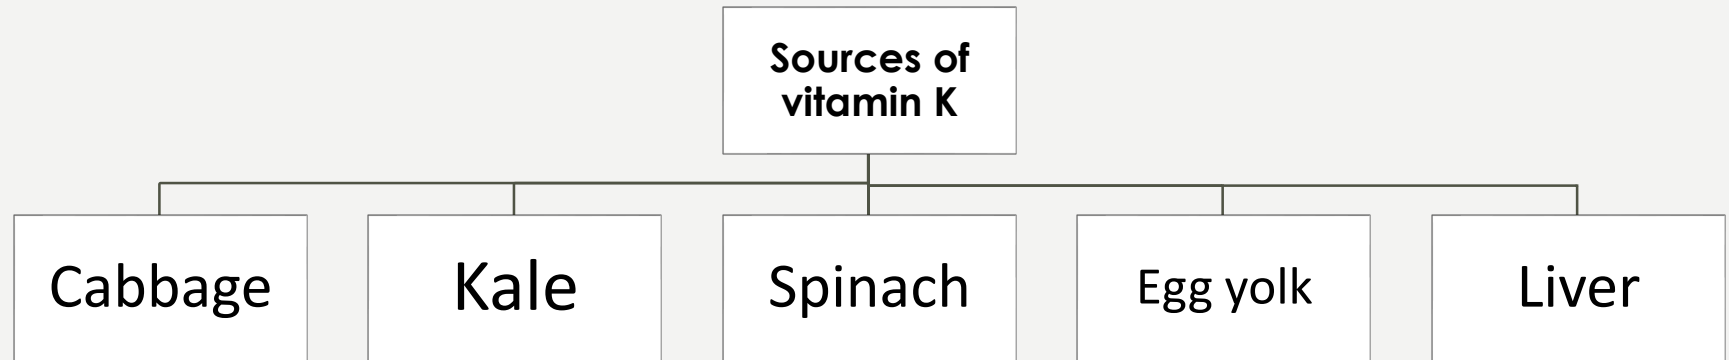 Sources of
vitamin K
Cabbage
Kale
Spinach
Egg yolk
Liver